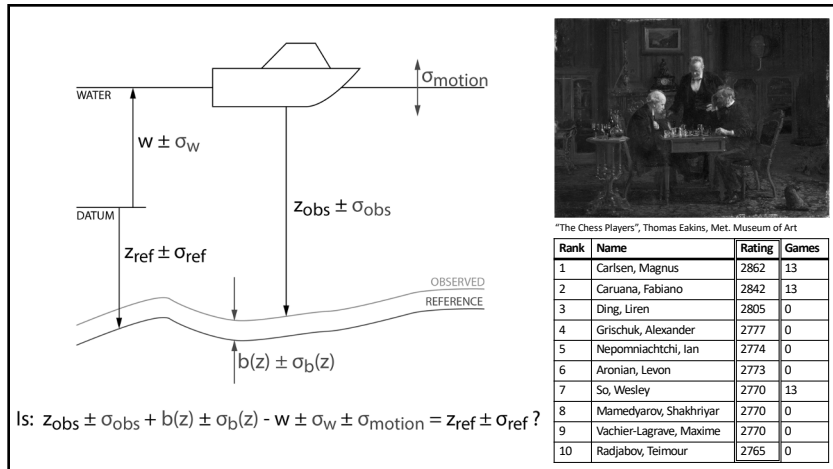 WATER
σmotion
w ± σw
DATUM
zobs ± σobs
zref ± σref
OBSERVED
REFERENCE
b(z) ± σb(z)
Is: zobs ± σobs + b(z) ± σb(z) - w ± σw ± σmotion = zref ± σref ?
"The Chess Players", Thomas Eakins, Met. Museum of Art
Rank Name Rating Games
1 Carlsen, Magnus 2862 13
2 Caruana, Fabiano 2842 13
3 Ding, Liren 2805 0
4 Grischuk, Alexander 2777 0
5 Nepomniachtchi, Ian 2774 0
6 Aronian, Levon 2773 0
7 So, Wesley 2770 13
8 Mamedyarov, Shakhriyar 2770 0
9 Vachier-Lagrave, Maxime 2770 0
10 Radjabov, Teimour 2765 0